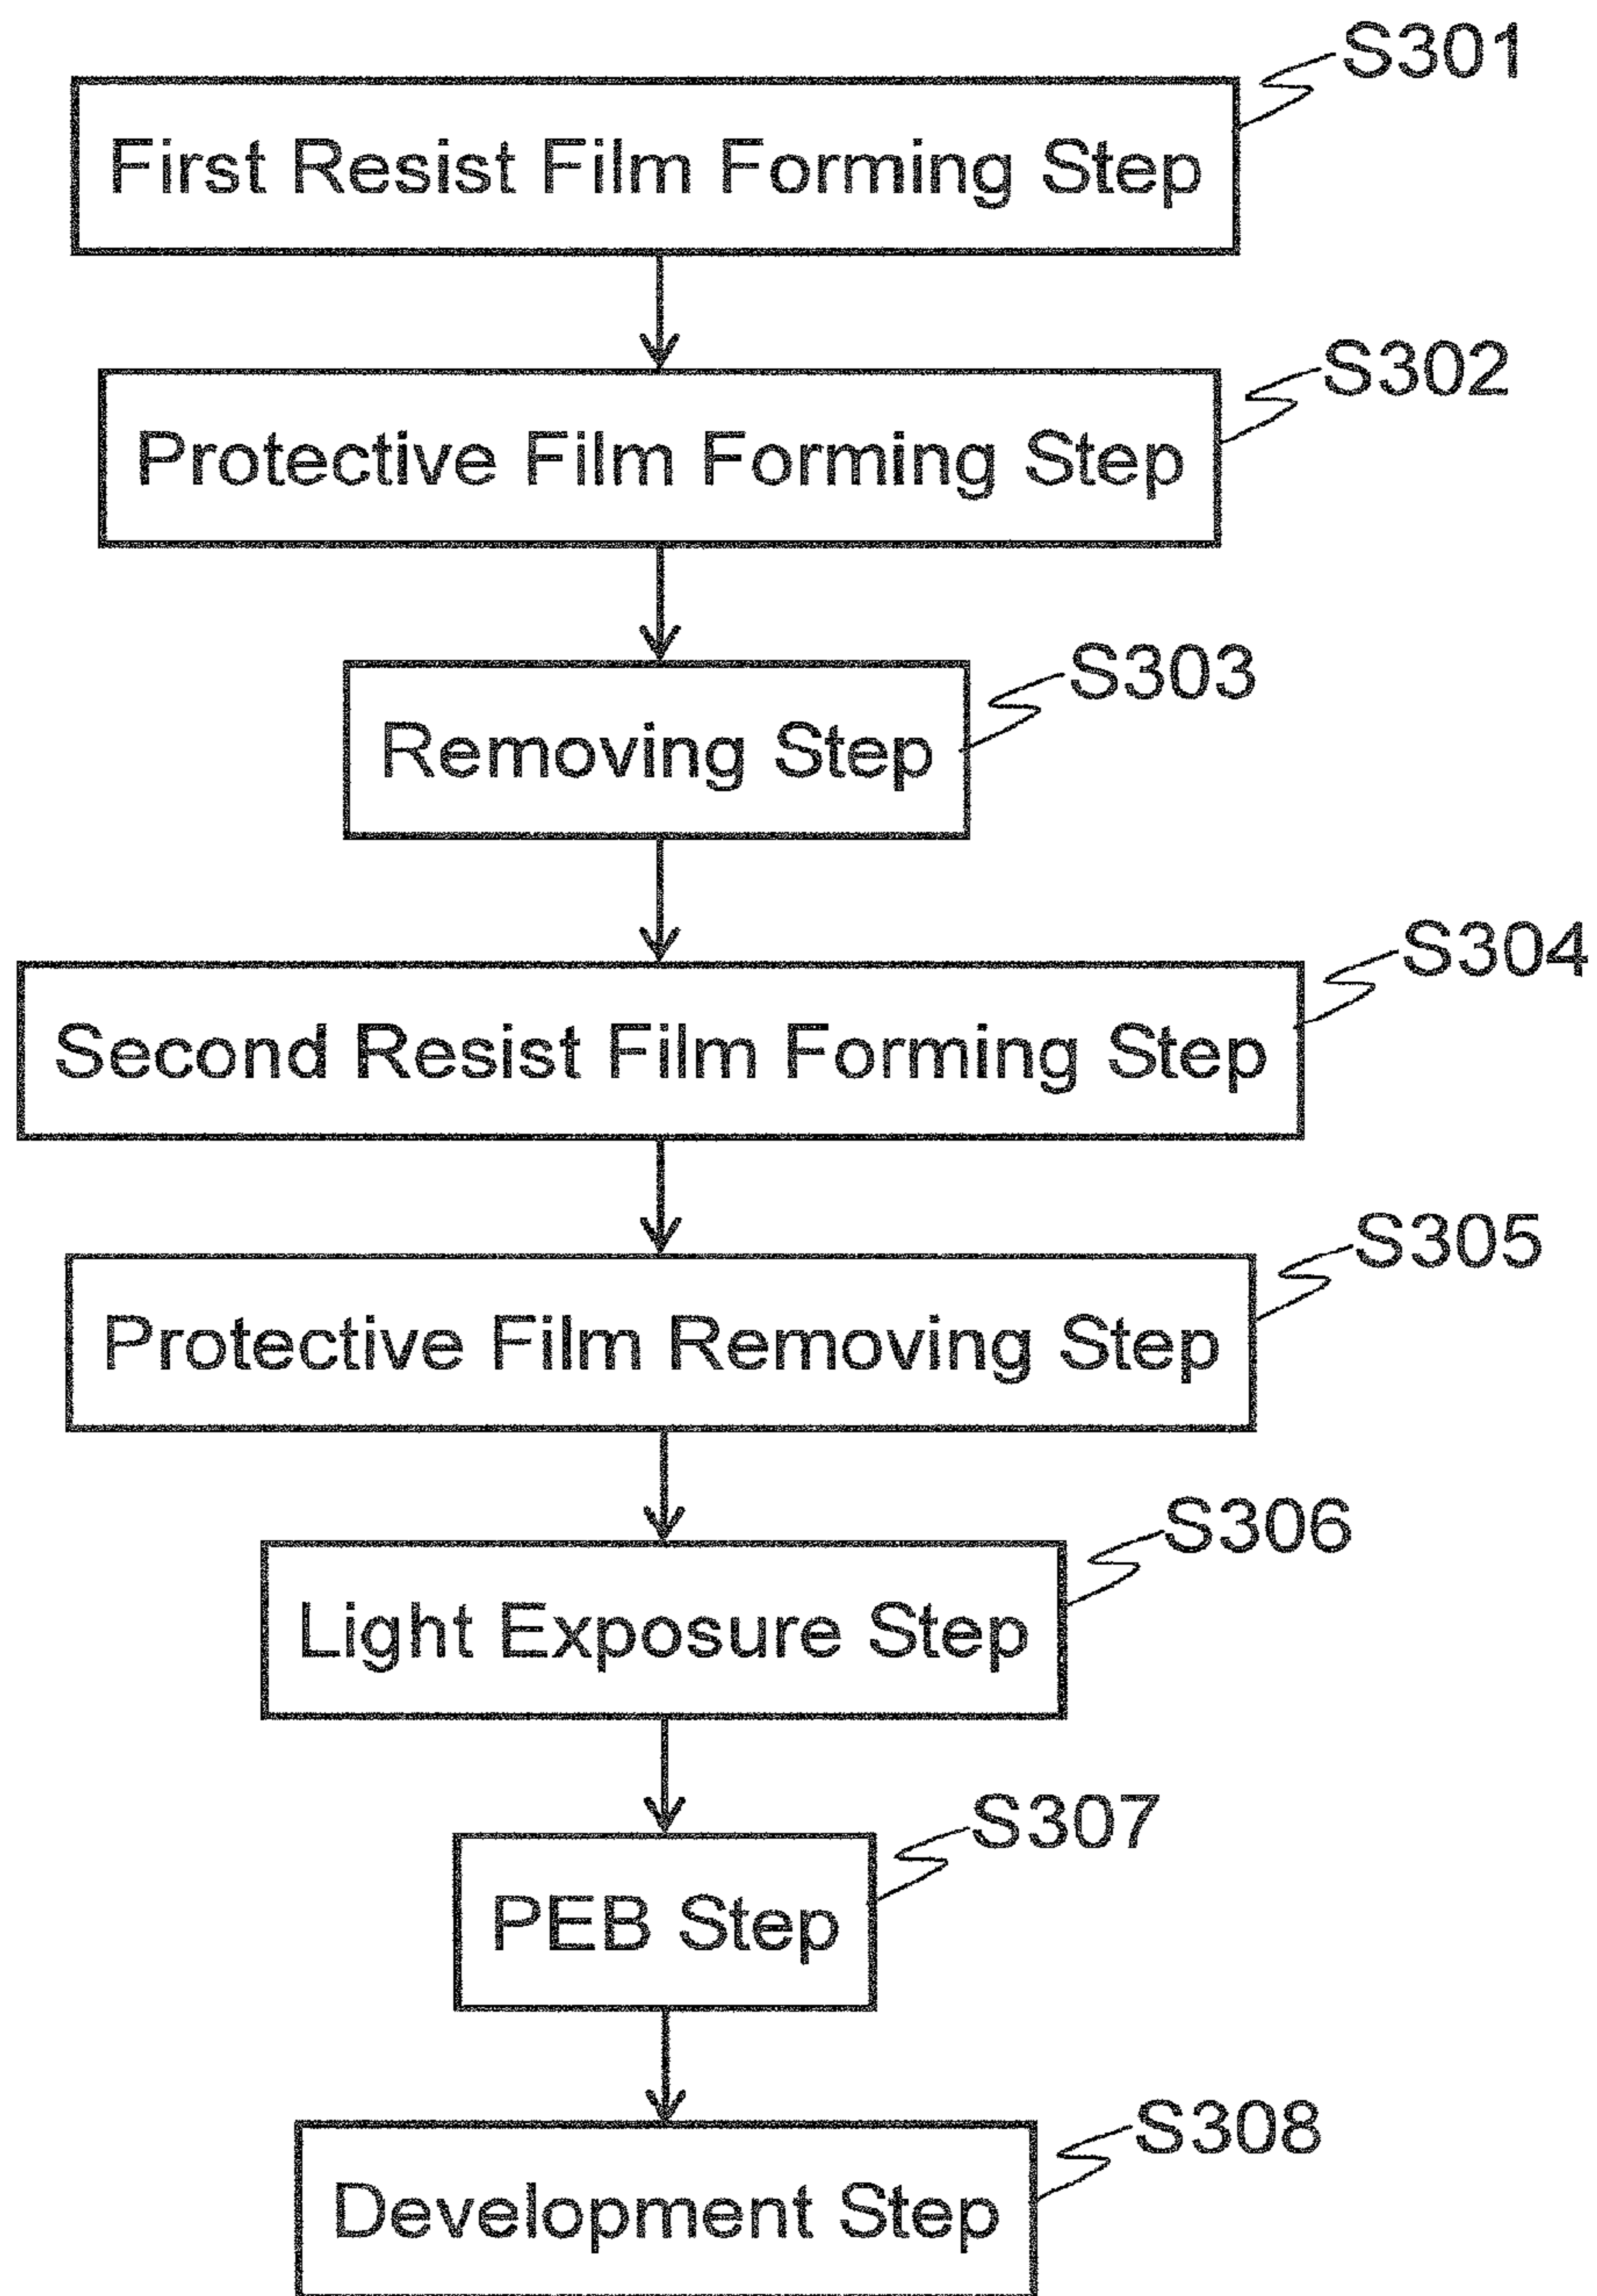 S301
First Resist Film Forming Step
S302
Protective Film Forming Step
S303
Removing Step
S304
Second Resist Film Forming Step
S305
Protective Film Removing Step
S306
Light Exposure Step
S307
PEB Step
S308
Development Step